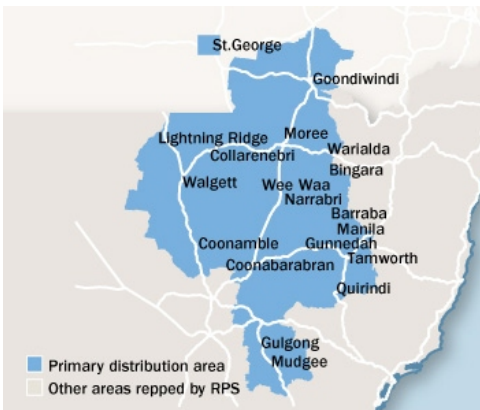 St.George
Goondiwindi
Lightning Ridge
Moree
Warialda
Collarenebri
Bingara
Walgett
Wee Waa
Narrabri
Barraba
Manila
Coonamble
Gunnedah
Coonabarabran
Tamworth
Quirindi
Gulgong
Mudgee
Primary distribution area
Other areas repped by RPS